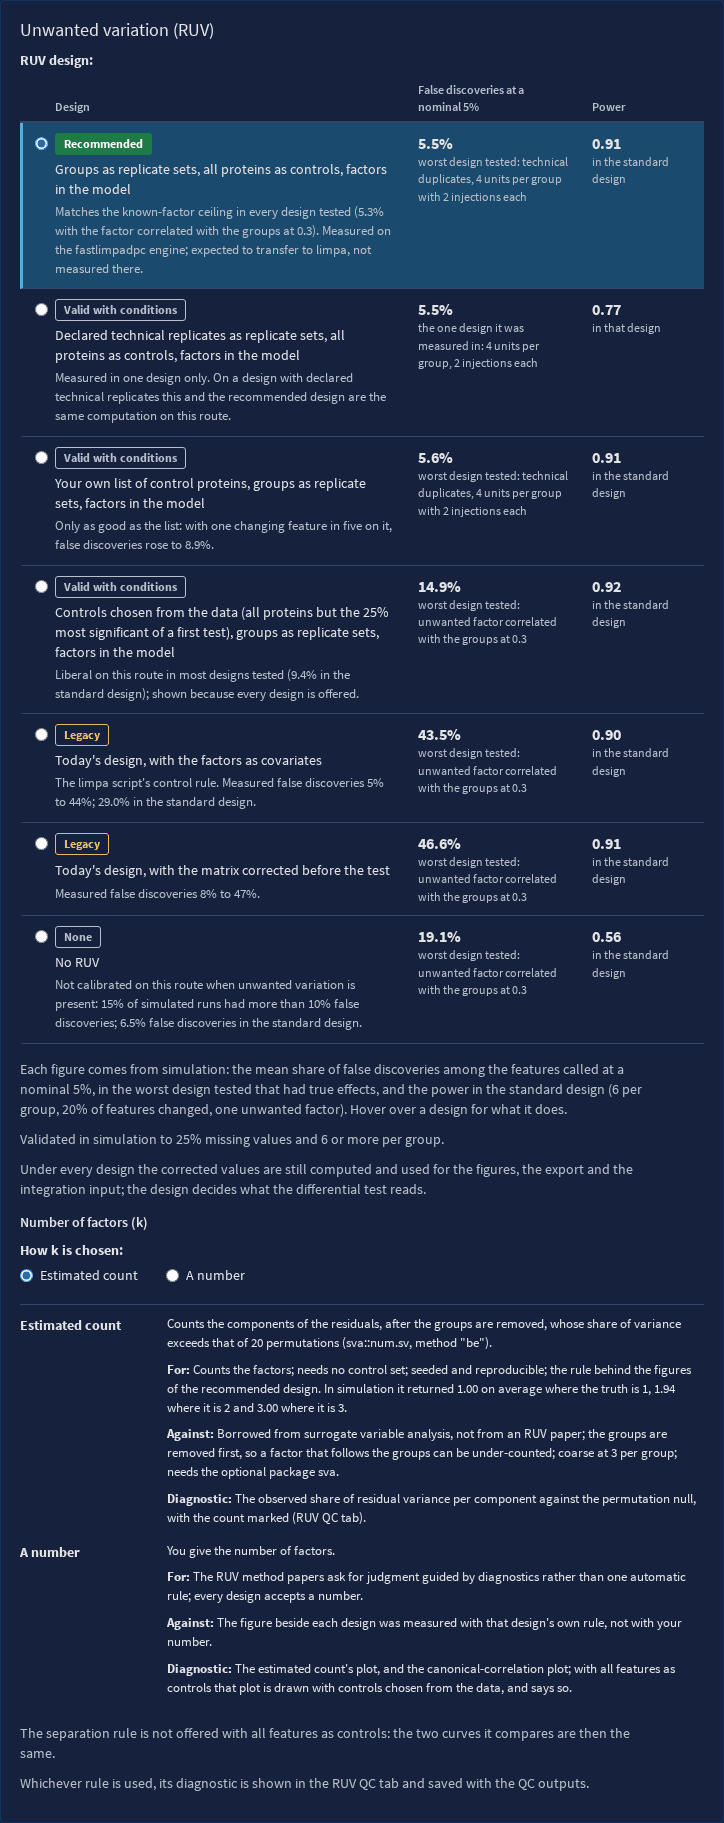 Unwanted variation (RUV)
RUV design:
Design
False discoveries at a
nominal 5%
Power
Recommended
Groups as replicate sets, all proteins as controls, factors
in the model
Matches the known-factor ceiling in every design tested (5.3%
with the factor correlated with the groups at 0.3). Measured on
the fastlimpadpc engine; expected to transfer to limpa, not
measured there.
5.5%
worst design tested: technical
duplicates, 4 units per group
with 2 injections each
0.91
in the standard
design
Valid with conditions
Declared technical replicates as replicate sets, all
proteins as controls, factors in the model
Measured in one design only. On a design with declared
technical replicates this and the recommended design are the
same computation on this route.
5.5%
the one design it was
measured in: 4 units per
group, 2 injections each
0.77
in that design
Valid with conditions
Your own list of control proteins, groups as replicate
sets, factors in the model
Only as good as the list: with one changing feature in five on it,
false discoveries rose to 8.9%.
5.6%
worst design tested: technical
duplicates, 4 units per group
with 2 injections each
0.91
in the standard
design
Valid with conditions
Controls chosen from the data (all proteins but the 25%
most significant of a first test), groups as replicate sets,
factors in the model
Liberal on this route in most designs tested (9.4% in the
standard design); shown because every design is offered.
14.9%
worst design tested:
unwanted factor correlated
with the groups at 0.3
0.92
in the standard
design
Legacy
Today's design, with the factors as covariates
The limpa script's control rule. Measured false discoveries 5%
to 44%; 29.0% in the standard design.
43.5%
worst design tested:
unwanted factor correlated
with the groups at 0.3
0.90
in the standard
design
Legacy
Today's design, with the matrix corrected before the test
Measured false discoveries 8% to 47%.
46.6%
worst design tested:
unwanted factor correlated
with the groups at 0.3
0.91
in the standard
design
None
No RUV
Not calibrated on this route when unwanted variation is
present: 15% of simulated runs had more than 10% false
discoveries; 6.5% false discoveries in the standard design.
19.1%
worst design tested:
unwanted factor correlated
with the groups at 0.3
0.56
in the standard
design
Each figure comes from simulation: the mean share of false discoveries among the features called at a
nominal 5%, in the worst design tested that had true effects, and the power in the standard design (6 per
group, 20% of features changed, one unwanted factor). Hover over a design for what it does.
Validated in simulation to 25% missing values and 6 or more per group.
Under every design the corrected values are still computed and used for the figures, the export and the
integration input; the design decides what the differential test reads.
Number of factors (k)
How k is chosen:
Estimated count
A number
Estimated count
Counts the components of the residuals, after the groups are removed, whose share of variance
exceeds that of 20 permutations (sva::num.sv, method "be").
For: Counts the factors; needs no control set; seeded and reproducible; the rule behind the figures
of the recommended design. In simulation it returned 1.00 on average where the truth is 1, 1.94
where it is 2 and 3.00 where it is 3.
Against: Borrowed from surrogate variable analysis, not from an RUV paper; the groups are
removed first, so a factor that follows the groups can be under-counted; coarse at 3 per group;
needs the optional package sva.
Diagnostic: The observed share of residual variance per component against the permutation null,
with the count marked (RUV QC tab).
A number
You give the number of factors.
For: The RUV method papers ask for judgment guided by diagnostics rather than one automatic
rule; every design accepts a number.
Against: The figure beside each design was measured with that design's own rule, not with your
number.
Diagnostic: The estimated count's plot, and the canonical-correlation plot; with all features as
controls that plot is drawn with controls chosen from the data, and says so.
The separation rule is not offered with all features as controls: the two curves it compares are then the
same.
Whichever rule is used, its diagnostic is shown in the RUV QC tab and saved with the QC outputs.